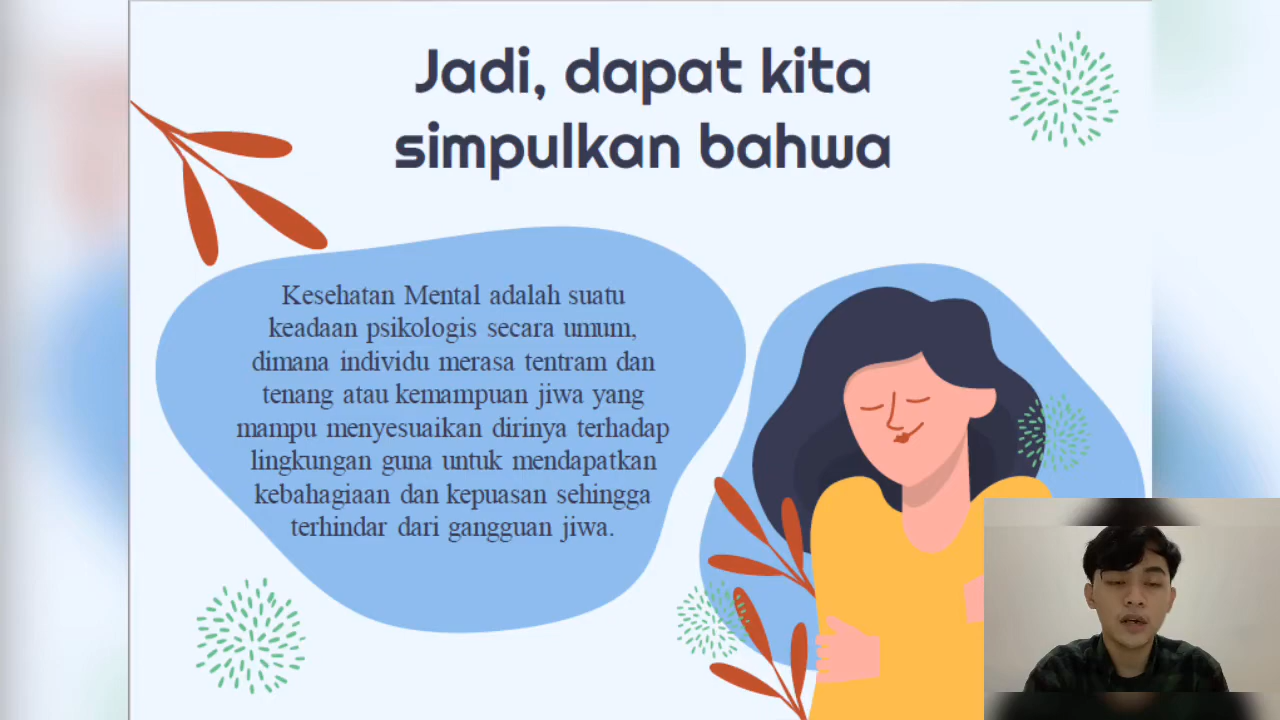 Jadi, dapat kita
simpulkan bahwa
Kesehatan Mental adalah suatu
keadaan psikologis secara umum,
dimana individu merasa tentram dan
tenang atau kemampuan jiwa yang
mampu menyesuaikan dirinya terhadap
lingkungan guna untuk mendapatkan
kebahagiaan dan kepuasan sehingga
terhindar dari gangguan jiwa.